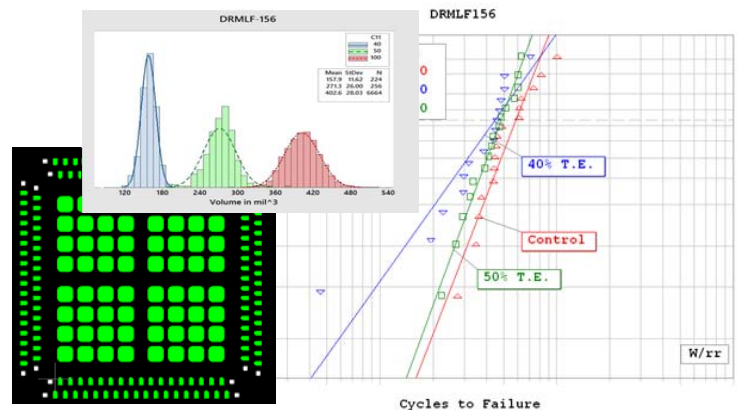 DRMLF-156
DRMLF156
C11
40
50
100
Mean StDev N
157.9 11.62 224
271.3 26.00 256
402.6 28.03 6664
120 180 240 300 360 420 480 540
Volume in mil^3
0
0
0
40% T.E.
Control
50% T.E.
W/rr
Cycles to Failure